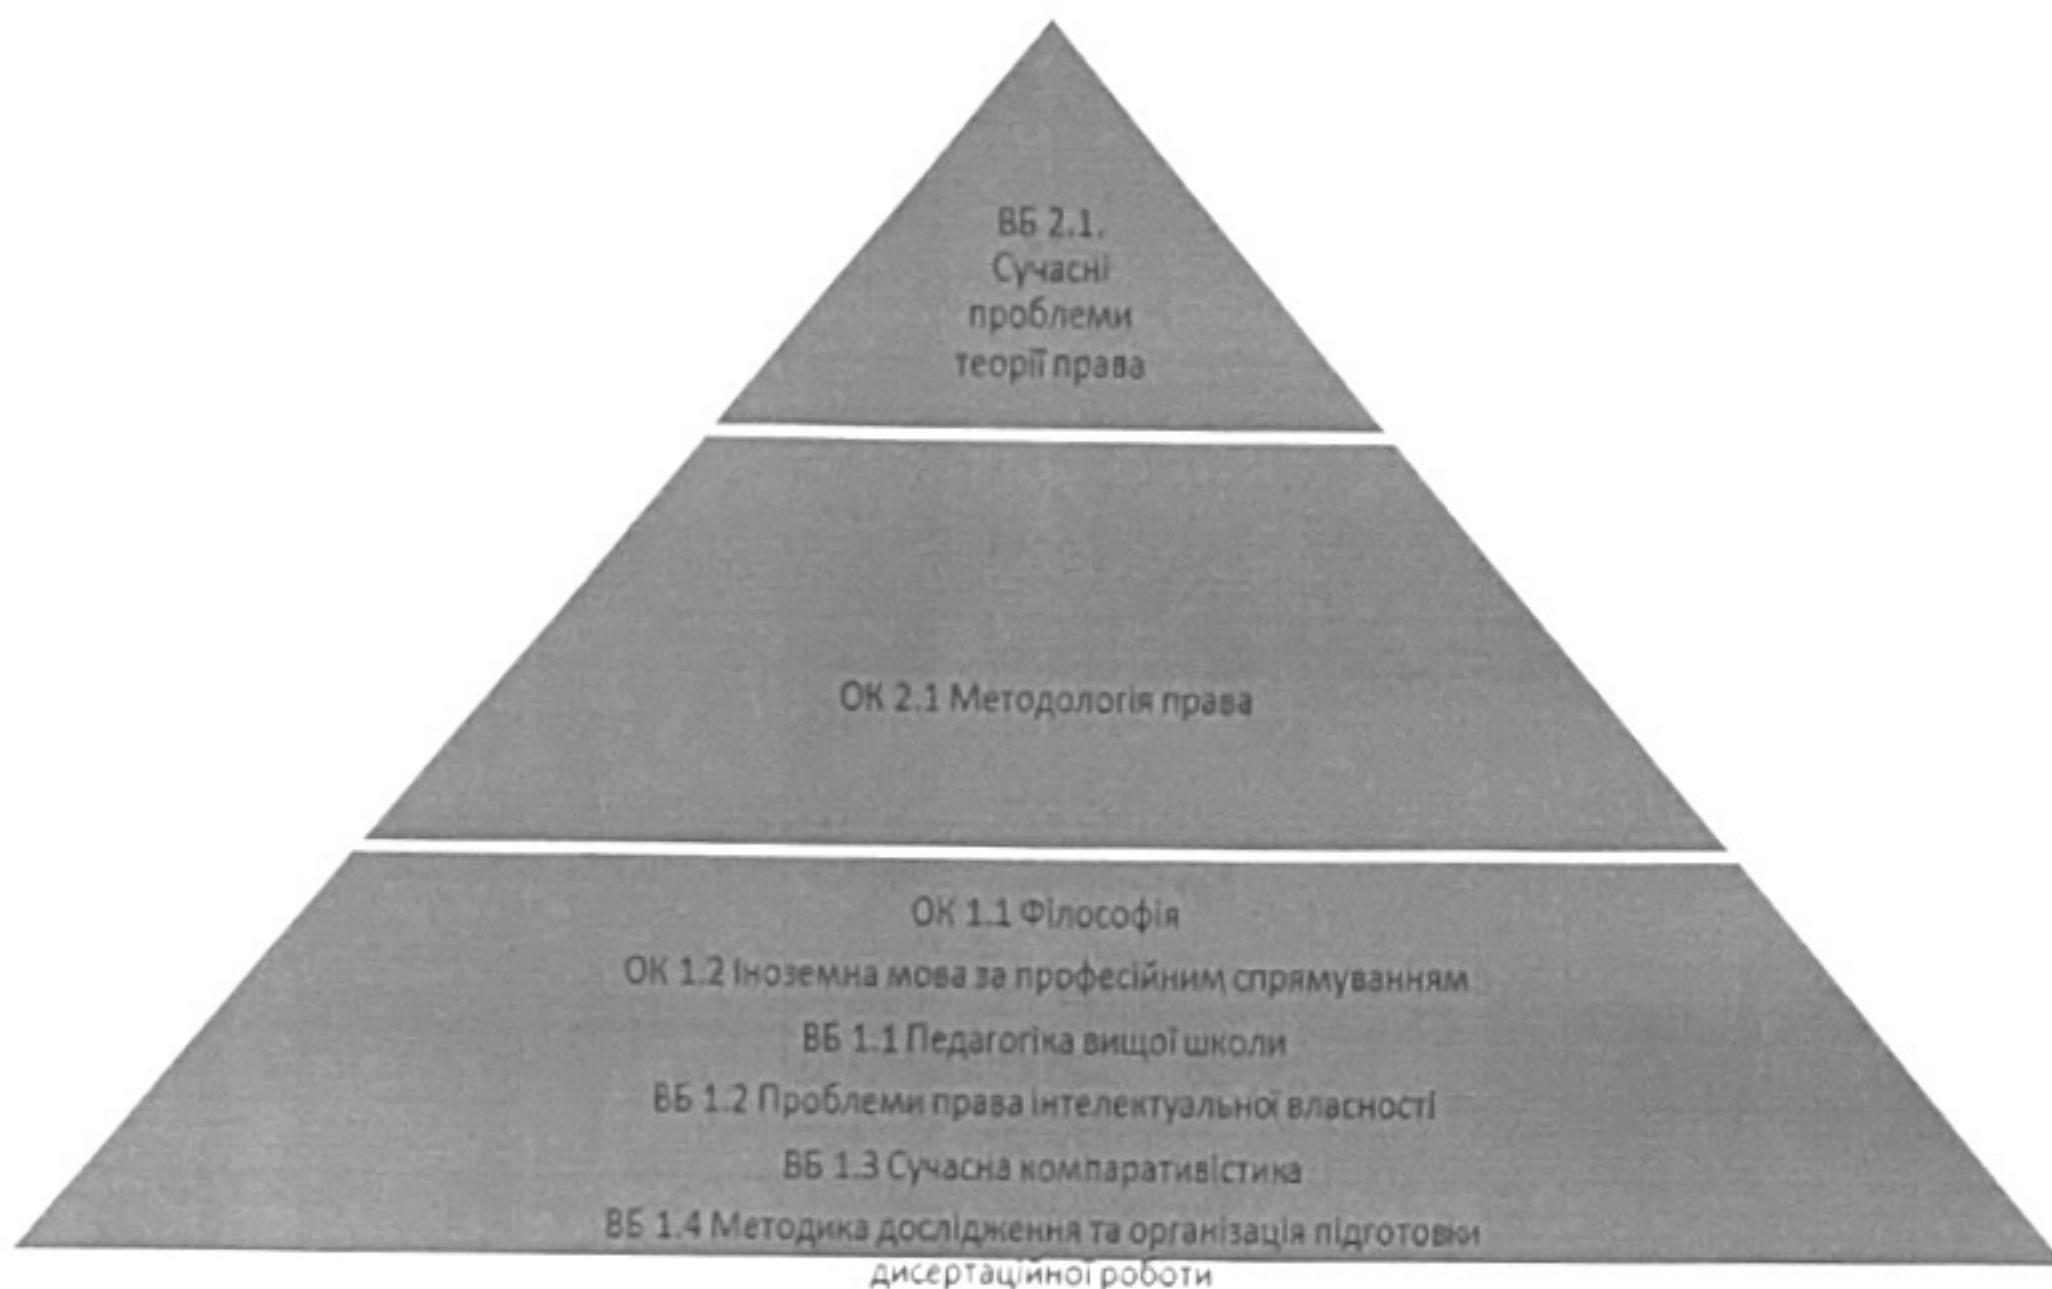 ВБ 2.1.
Сучасні
проблеми
теорії права
ОК 2.1 Методологія права
ОК 1.1 Філософія
ОК 1.2 Іноземна мова за професійним спрямуванням
ВБ 1.1 Педагогіка вищої школи
ВБ 1.2 Проблеми права інтелектуальної власності
ВБ 1.3 Сучасна компаративістика
ВБ 1.4 Методика дослідження та організація підготовки
дисертаційної роботи